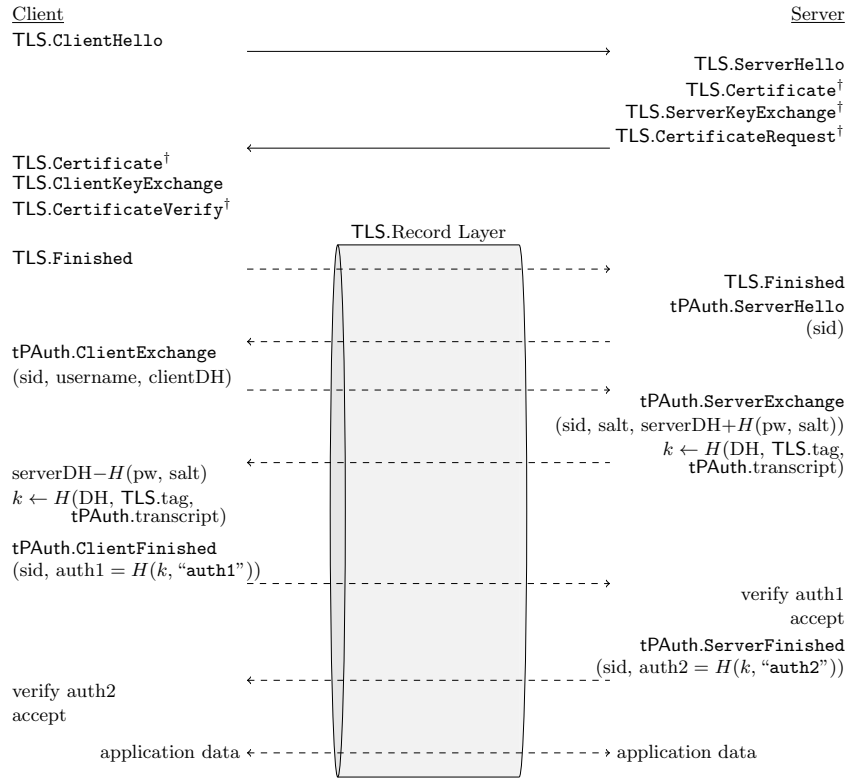 Client
Server
TLS.ClientHello
TLS.ServerHello
TLS.Certificate†
TLS.ServerKeyExchange†
TLS.CertificateRequest†
TLS.Certificate†
TLS.ClientKeyExchange
TLS.CertificateVerify†
TLS.Record Layer
TLS.Finished
TLS.Finished
tPAuth.ServerHello
(sid)
tPAuth.ClientExchange
(sid, username, clientDH)
tPAuth.ServerExchange
(sid, salt, serverDH+H(pw, salt))
k ← H(DH, TLS.tag,
tPAuth.transcript)
serverDH−H(pw, salt)
k ← H(DH, TLS.tag,
tPAuth.transcript)
tPAuth.ClientFinished
(sid, auth1 = H(k, “auth1”))
verify auth1
accept
tPAuth.ServerFinished
(sid, auth2 = H(k, “auth2”))
verify auth2
accept
application data
application data